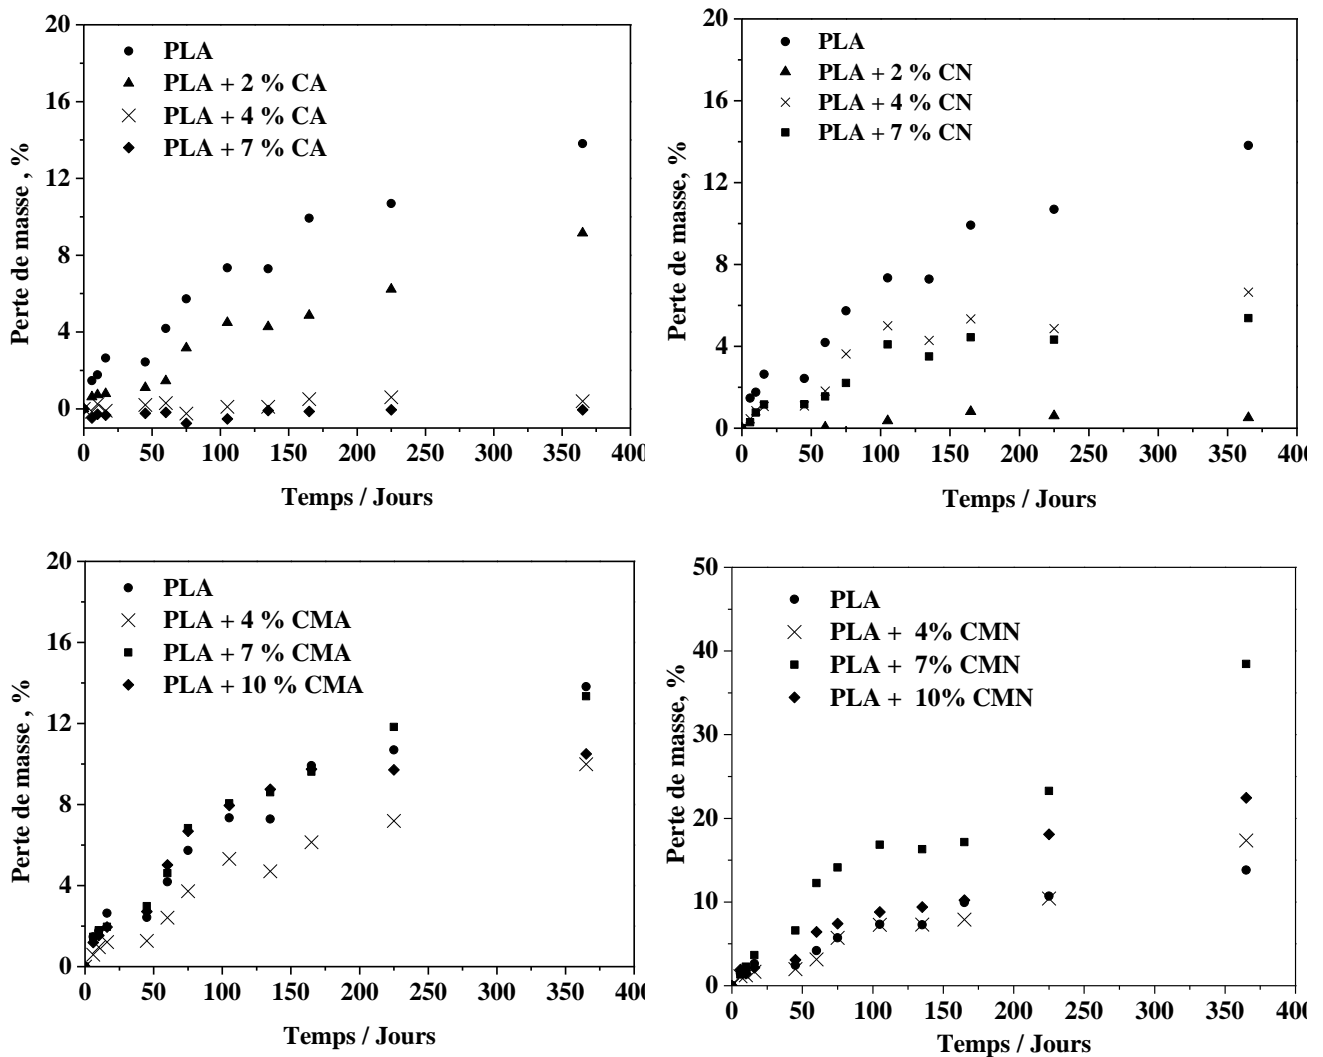 20
16
12
8
4
0
Perte de masse , %
PLA
PLA + 2 % CA
PLA + 4 % CA
PLA + 7 % CA
0 50 100 150 200 250 300 350 400
Temps / Jours
20
16
12
8
4
0
Perte de masse, %
PLA
PLA + 2 % CN
PLA + 4 % CN
PLA + 7 % CN
0 50 100 150 200 250 300 350 400
Temps / Jours
20
16
12
8
4
0
Perte de masse , %
PLA
PLA + 4 % CMA
PLA + 7 % CMA
PLA + 10 % CMA
0 50 100 150 200 250 300 350 400
Temps / Jours
50
40
30
20
10
0
Perte de masse, %
PLA
PLA + 4% CMN
PLA + 7% CMN
PLA + 10% CMN
0 50 100 150 200 250 300 350 400
Temps / Jours